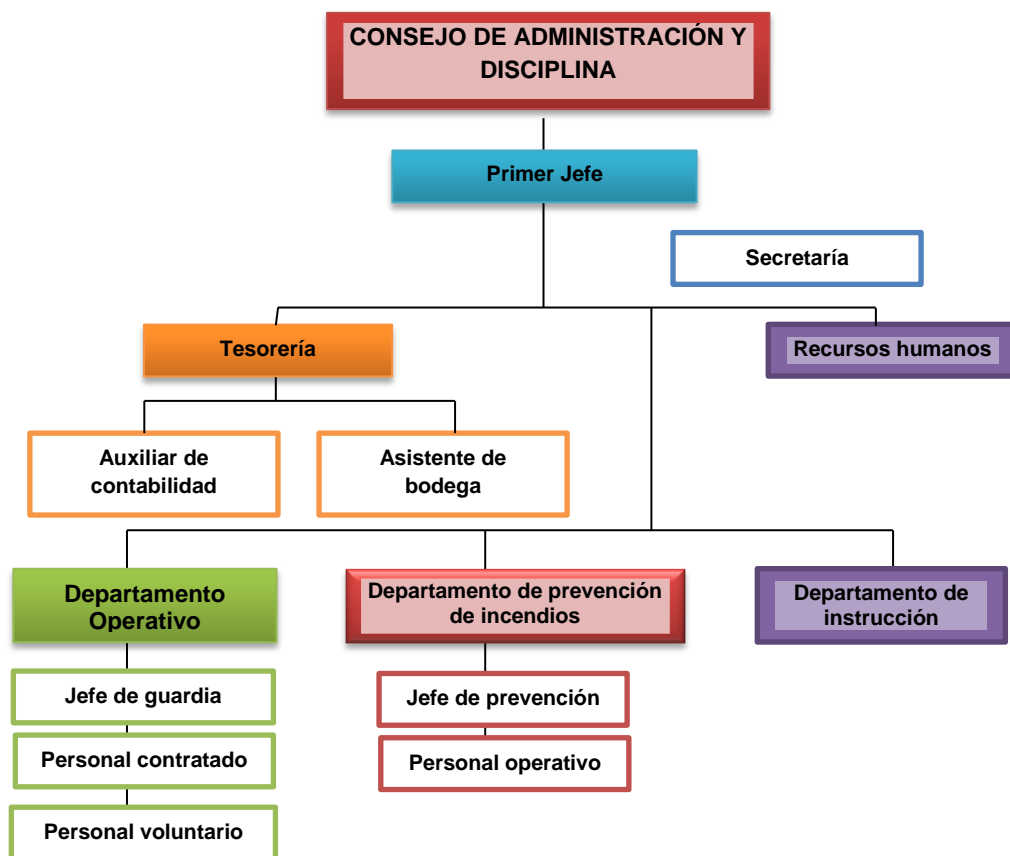 CONSEJO DE ADMINISTRACIÓN Y
DISCIPLINA
Primer Jefe
Secretaría
Tesorería
Recursos humanos
Auxiliar de
contabilidad
Asistente de
bodega
Departamento
Operativo
Departamento de prevención
de incendios
Departamento de
instrucción
Jefe de guardia
Jefe de prevención
Personal contratado
Personal operativo
Personal voluntario